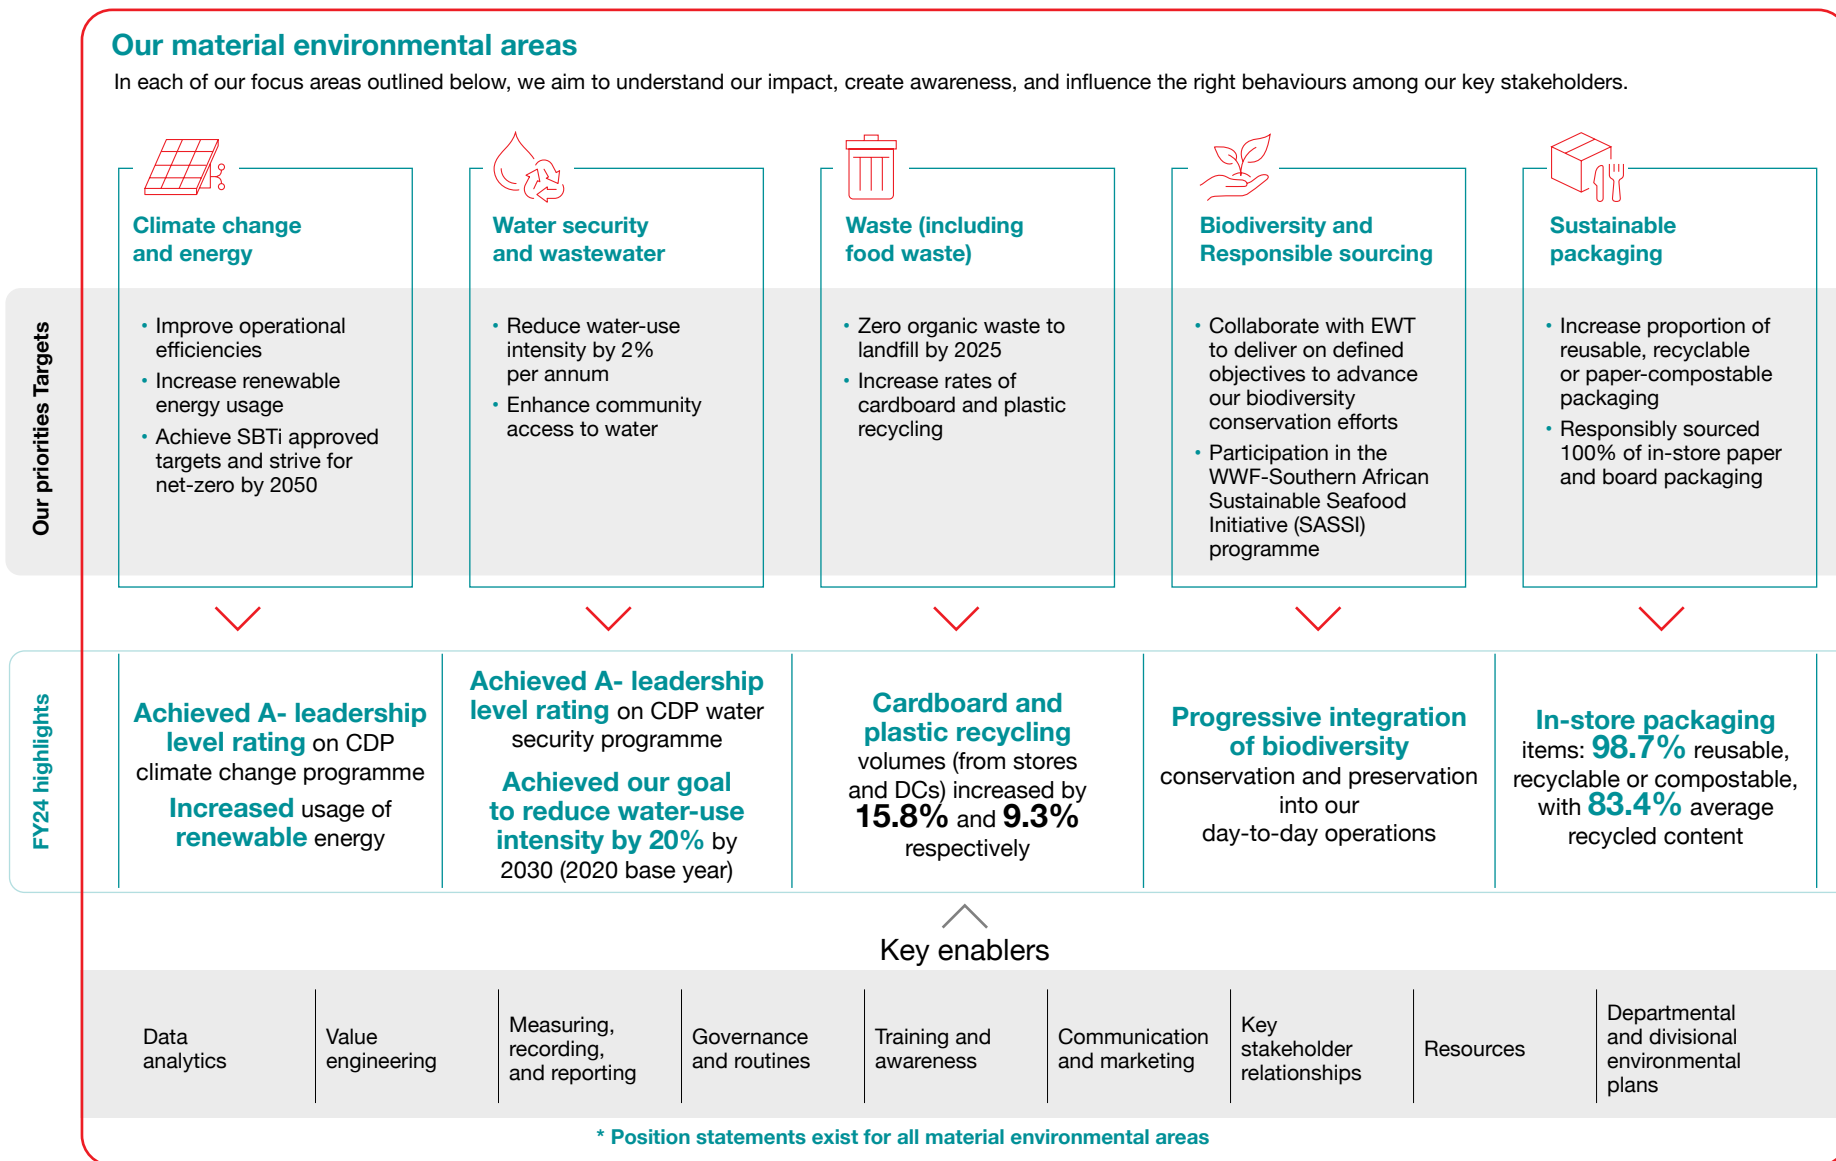 Our material environmental areas
In each of our focus areas outlined below, we aim to understand our impact, create awareness, and influence the right behaviours among our key stakeholders.
Climate change
and energy
Water security
and wastewater
Waste (including
food waste)
Biodiversity and
Responsible sourcing
Sustainable
packaging
Our priorities Targets
• Improve operational
efficiencies
• Increase renewable
energy usage
• Achieve SBTi approved
targets and strive for
net-zero by 2050
• Reduce water-use
intensity by 2%
per annum
• Enhance community
access to water
• Zero organic waste to
landfill by 2025
• Increase rates of
cardboard and plastic
recycling
• Collaborate with EWT
to deliver on defined
objectives to advance
our biodiversity
conservation efforts
• Participation in the
WWF-Southern African
Sustainable Seafood
Initiative (SASSI)
programme
• Increase proportion of
reusable, recyclable
or paper-compostable
packaging
• Responsibly sourced
100% of in-store paper
and board packaging
FY24 highlights
Achieved A- leadership
level rating on CDP
climate change programme
Increased usage of
renewable energy
Achieved A- leadership
level rating on CDP water
security programme
Achieved our goal
to reduce water-use
intensity by 20% by
2030 (2020 base year)
Cardboard and
plastic recycling
volumes (from stores
and DCs) increased by
15.8% and 9.3%
respectively
Progressive integration
of biodiversity
conservation and preservation
into our
day-to-day operations
In-store packaging
items: 98.7% reusable,
recyclable or compostable,
with 83.4% average
recycled content
Key enablers
Data
analytics
Value
engineering
Measuring,
recording,
and reporting
Governance
and routines
Training and
awareness
Communication
and marketing
Key
stakeholder
relationships
Resources
Departmental
and divisional
environmental
plans
* Position statements exist for all material environmental areas